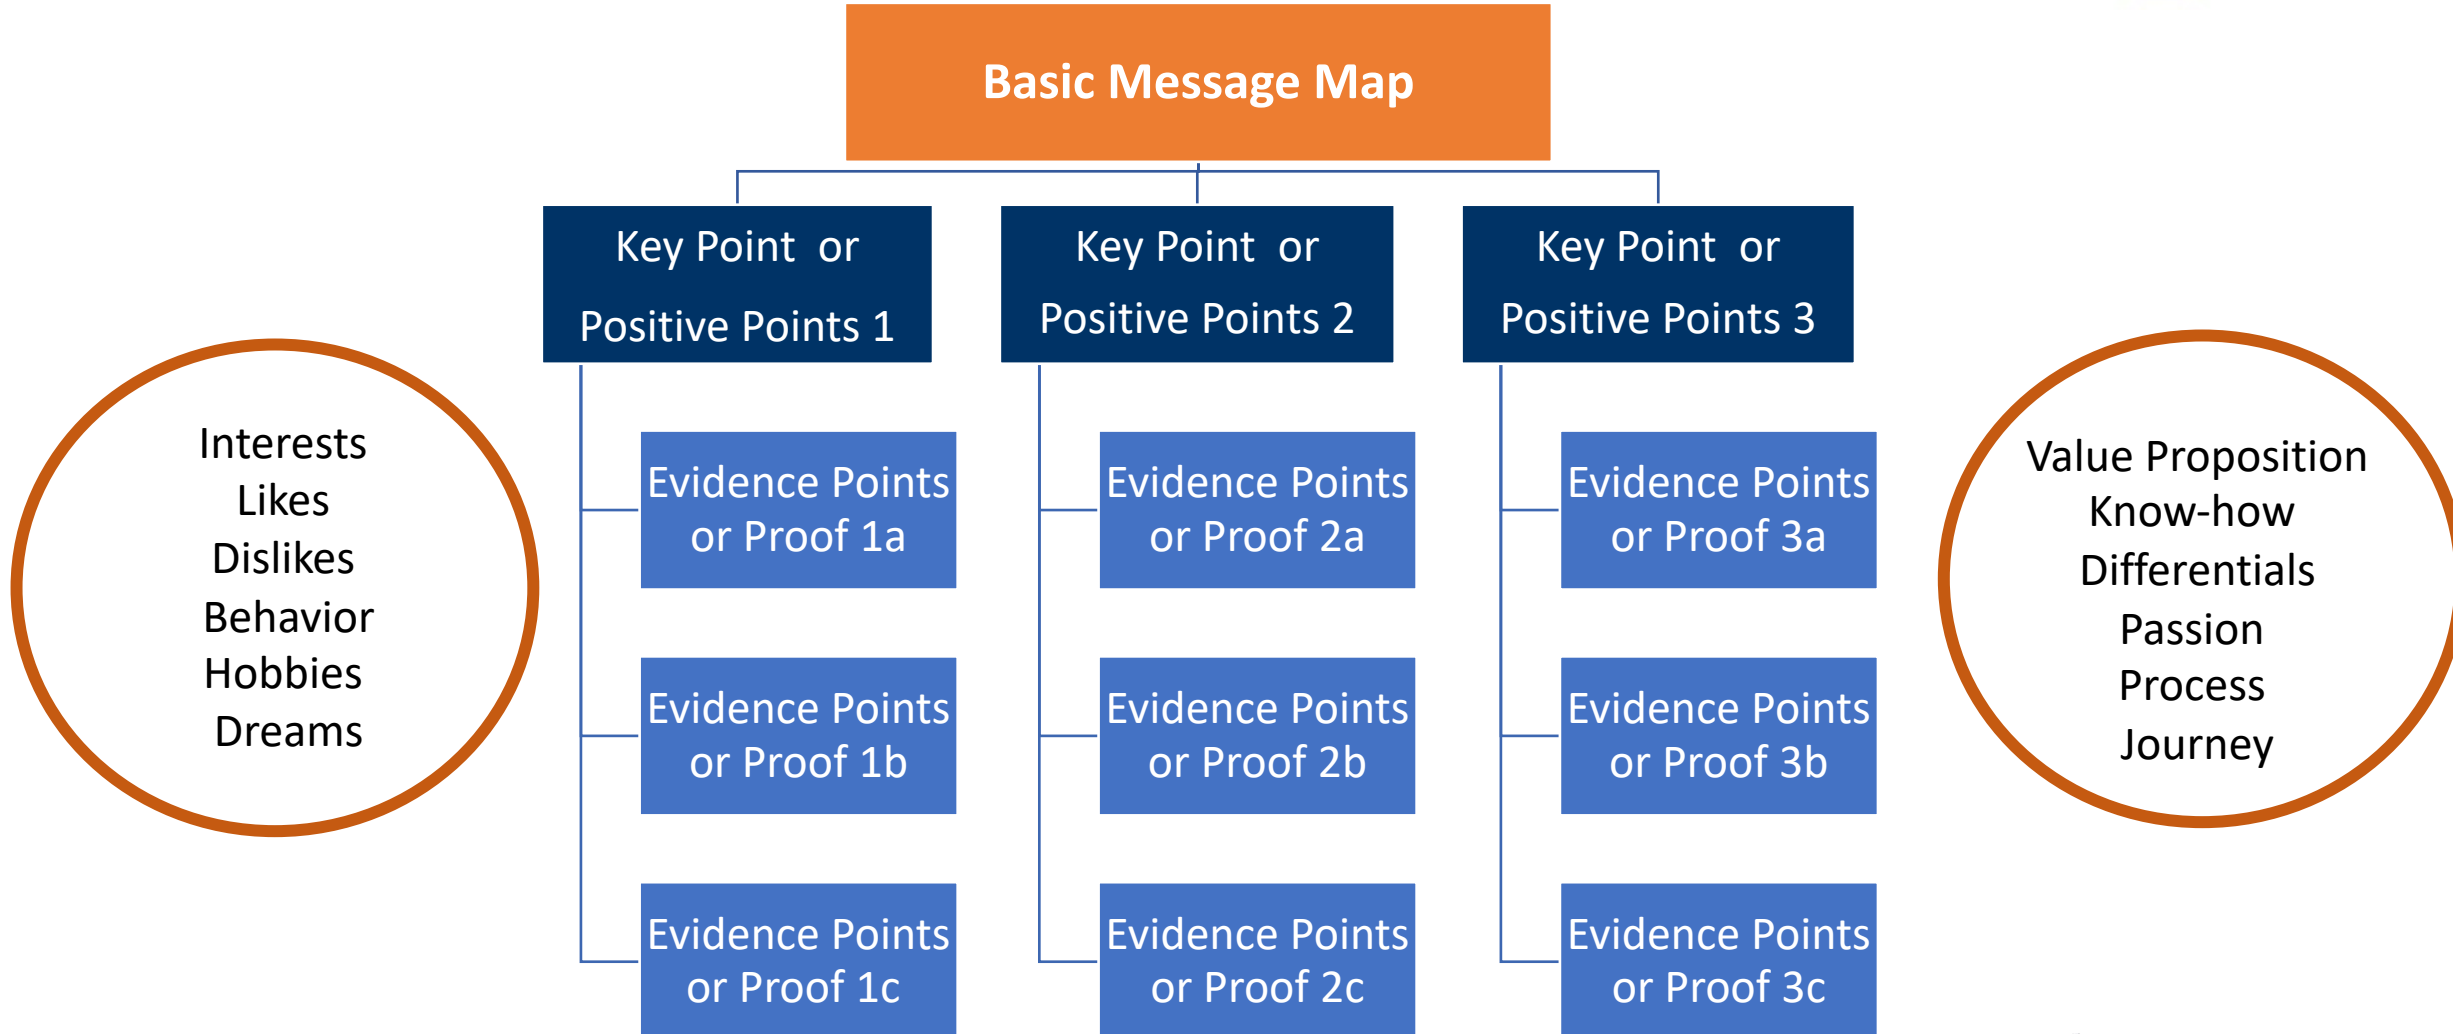 Basic Message Map
Key Point or
Positive Points 1
Key Point or
Positive Points 2
Key Point or
Positive Points 3
Interests
Likes
Dislikes
Behavior
Hobbies
Dreams
Evidence Points
or Proof 1a
Evidence Points
or Proof 1b
Evidence Points
or Proof 1c
Evidence Points
or Proof 2a
Evidence Points
or Proof 2b
Evidence Points
or Proof 2c
Evidence Points
or Proof 3a
Evidence Points
or Proof 3b
Evidence Points
or Proof 3c
Value Proposition
Know-how
Differentials
Passion
Process
Journey